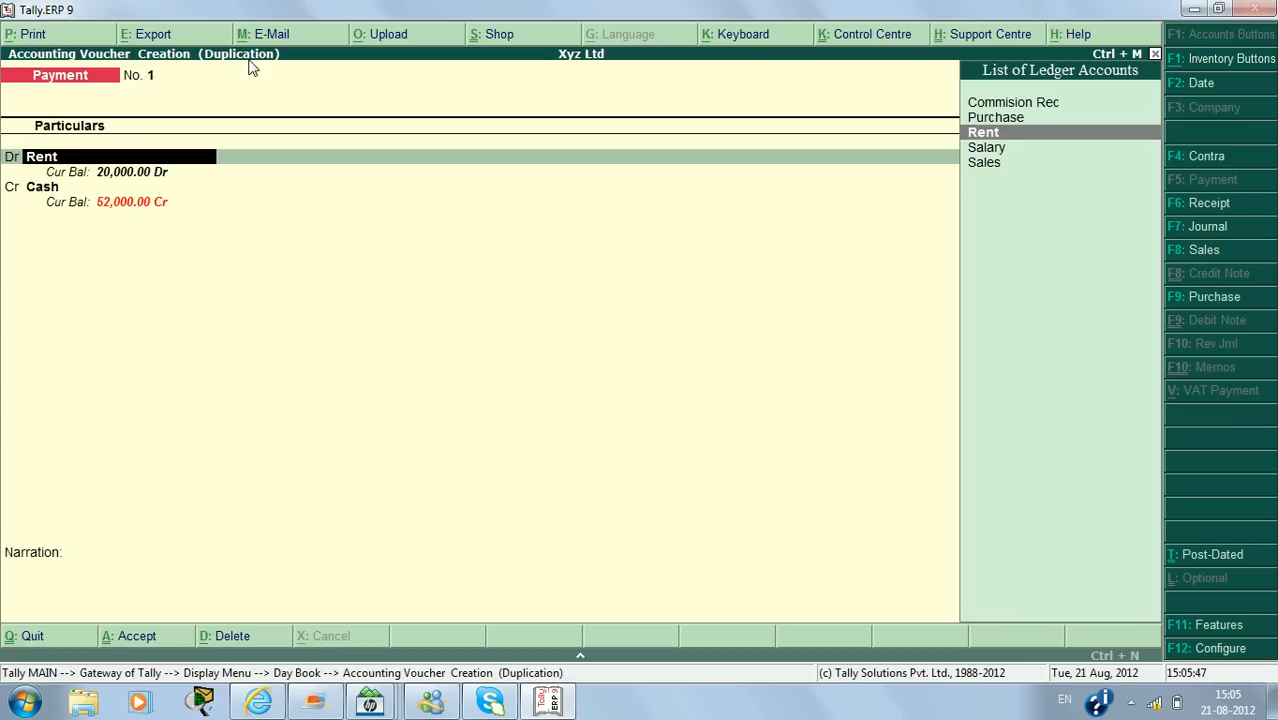 Tally.ERP 9
P: Print E: Export M: E-Mail O: Upload S: Shop G: Language K: Keyboard K: Control Centre H: Support Centre H: Help
Accounting Voucher Creation (Duplication) Xyz Ltd Ctrl + M
Payment No. 1
Particulars
Dr Rent
Cur Bal: 20,000.00 Dr
Cr Cash
Cur Bal: 52,000.00 Cr
Narration:
List of Ledger Accounts
Commision Rec
Purchase
Rent
Salary
Sales
F1: Accounts Buttons
F1: Inventory Buttons
F2: Date
F3: Company
F4: Contra
F5: Payment
F6: Receipt
F7: Journal
F8: Sales
F8: Credit Note
F9: Purchase
F9: Debit Note
F10: Rev Jrnl
F10: Memos
V: VAT Payment
T: Post-Dated
L: Optional
F11: Features
F12: Configure
Q: Quit A: Accept D: Delete X: Cancel
Ctrl + N
Tally MAIN --> Gateway of Tally --> Display Menu --> Day Book --> Accounting Voucher Creation (Duplication) (c) Tally Solutions Pvt. Ltd., 1988-2012 Tue, 21 Aug, 2012 15:05:47
EN 15:05
21-08-2012